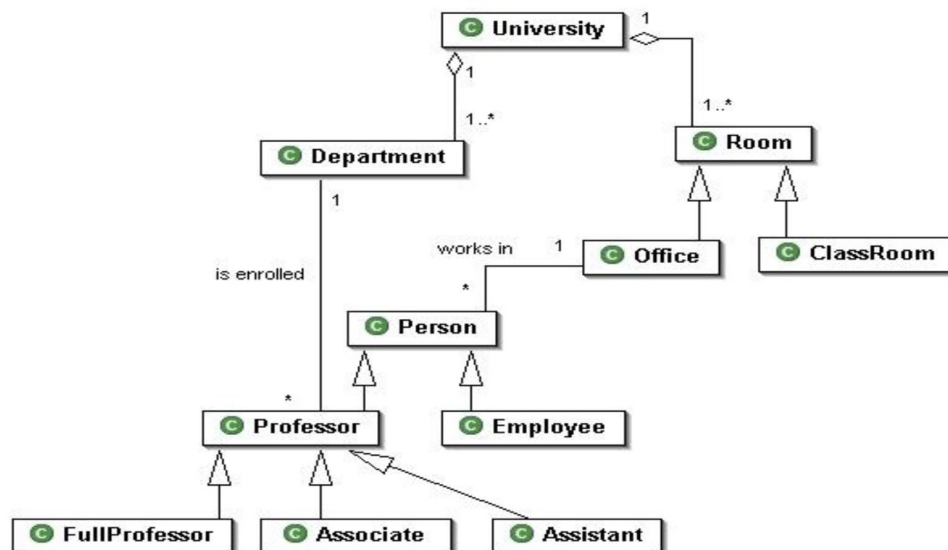 University
1
1
1..*
1..*
Department
Room
1
works in
1
Office
ClassRoom
is enrolled
*
Person
*
Professor
Employee
FullProfessor
Associate
Assistant